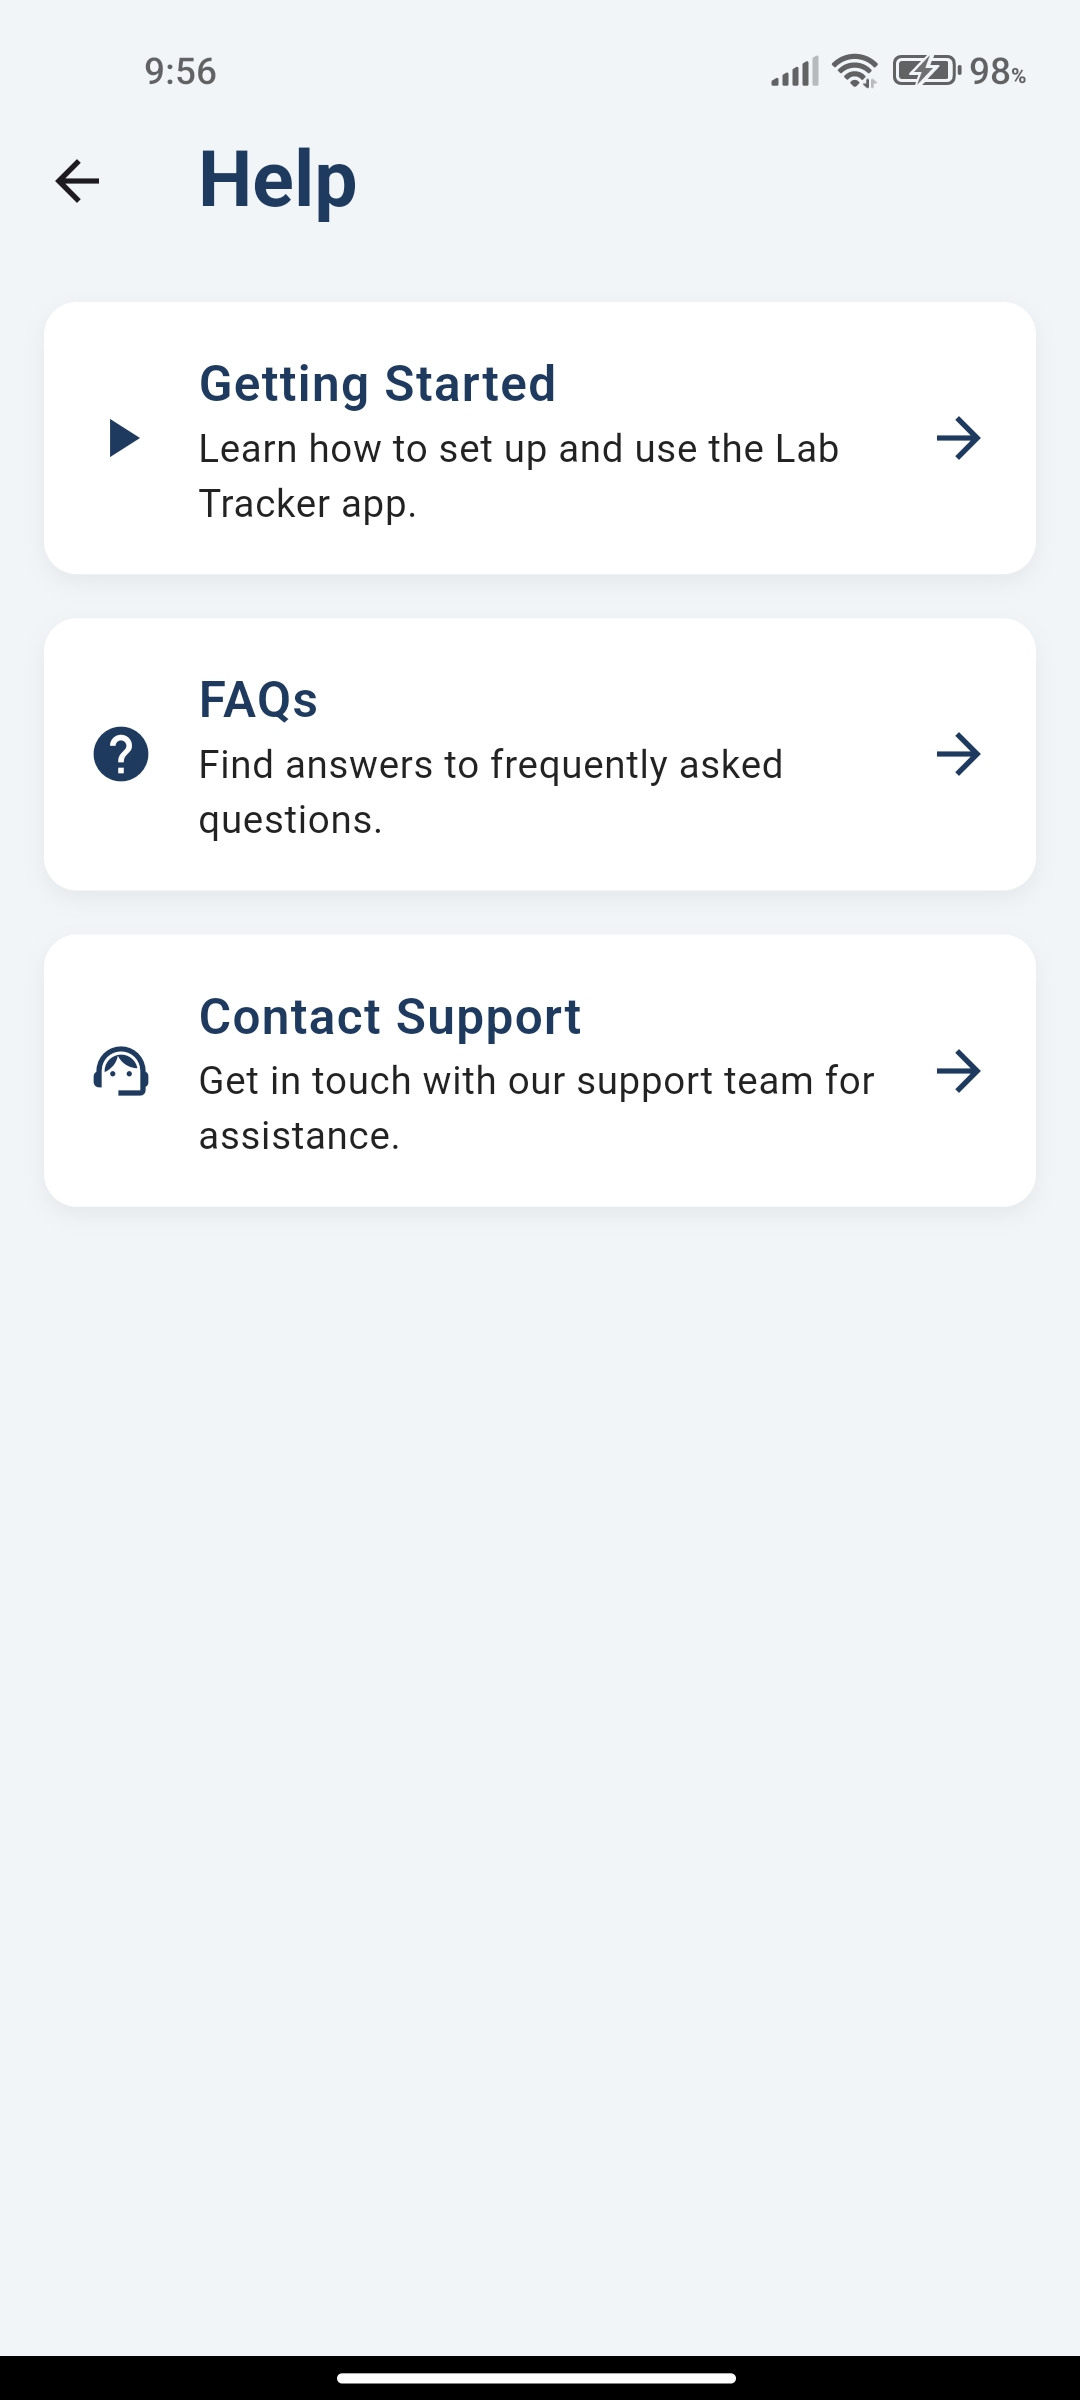 9:56
98%
Help
Getting Started
Learn how to set up and use the Lab
Tracker app.
FAQs
Find answers to frequently asked
questions.
Contact Support
Get in touch with our support team for
assistance.